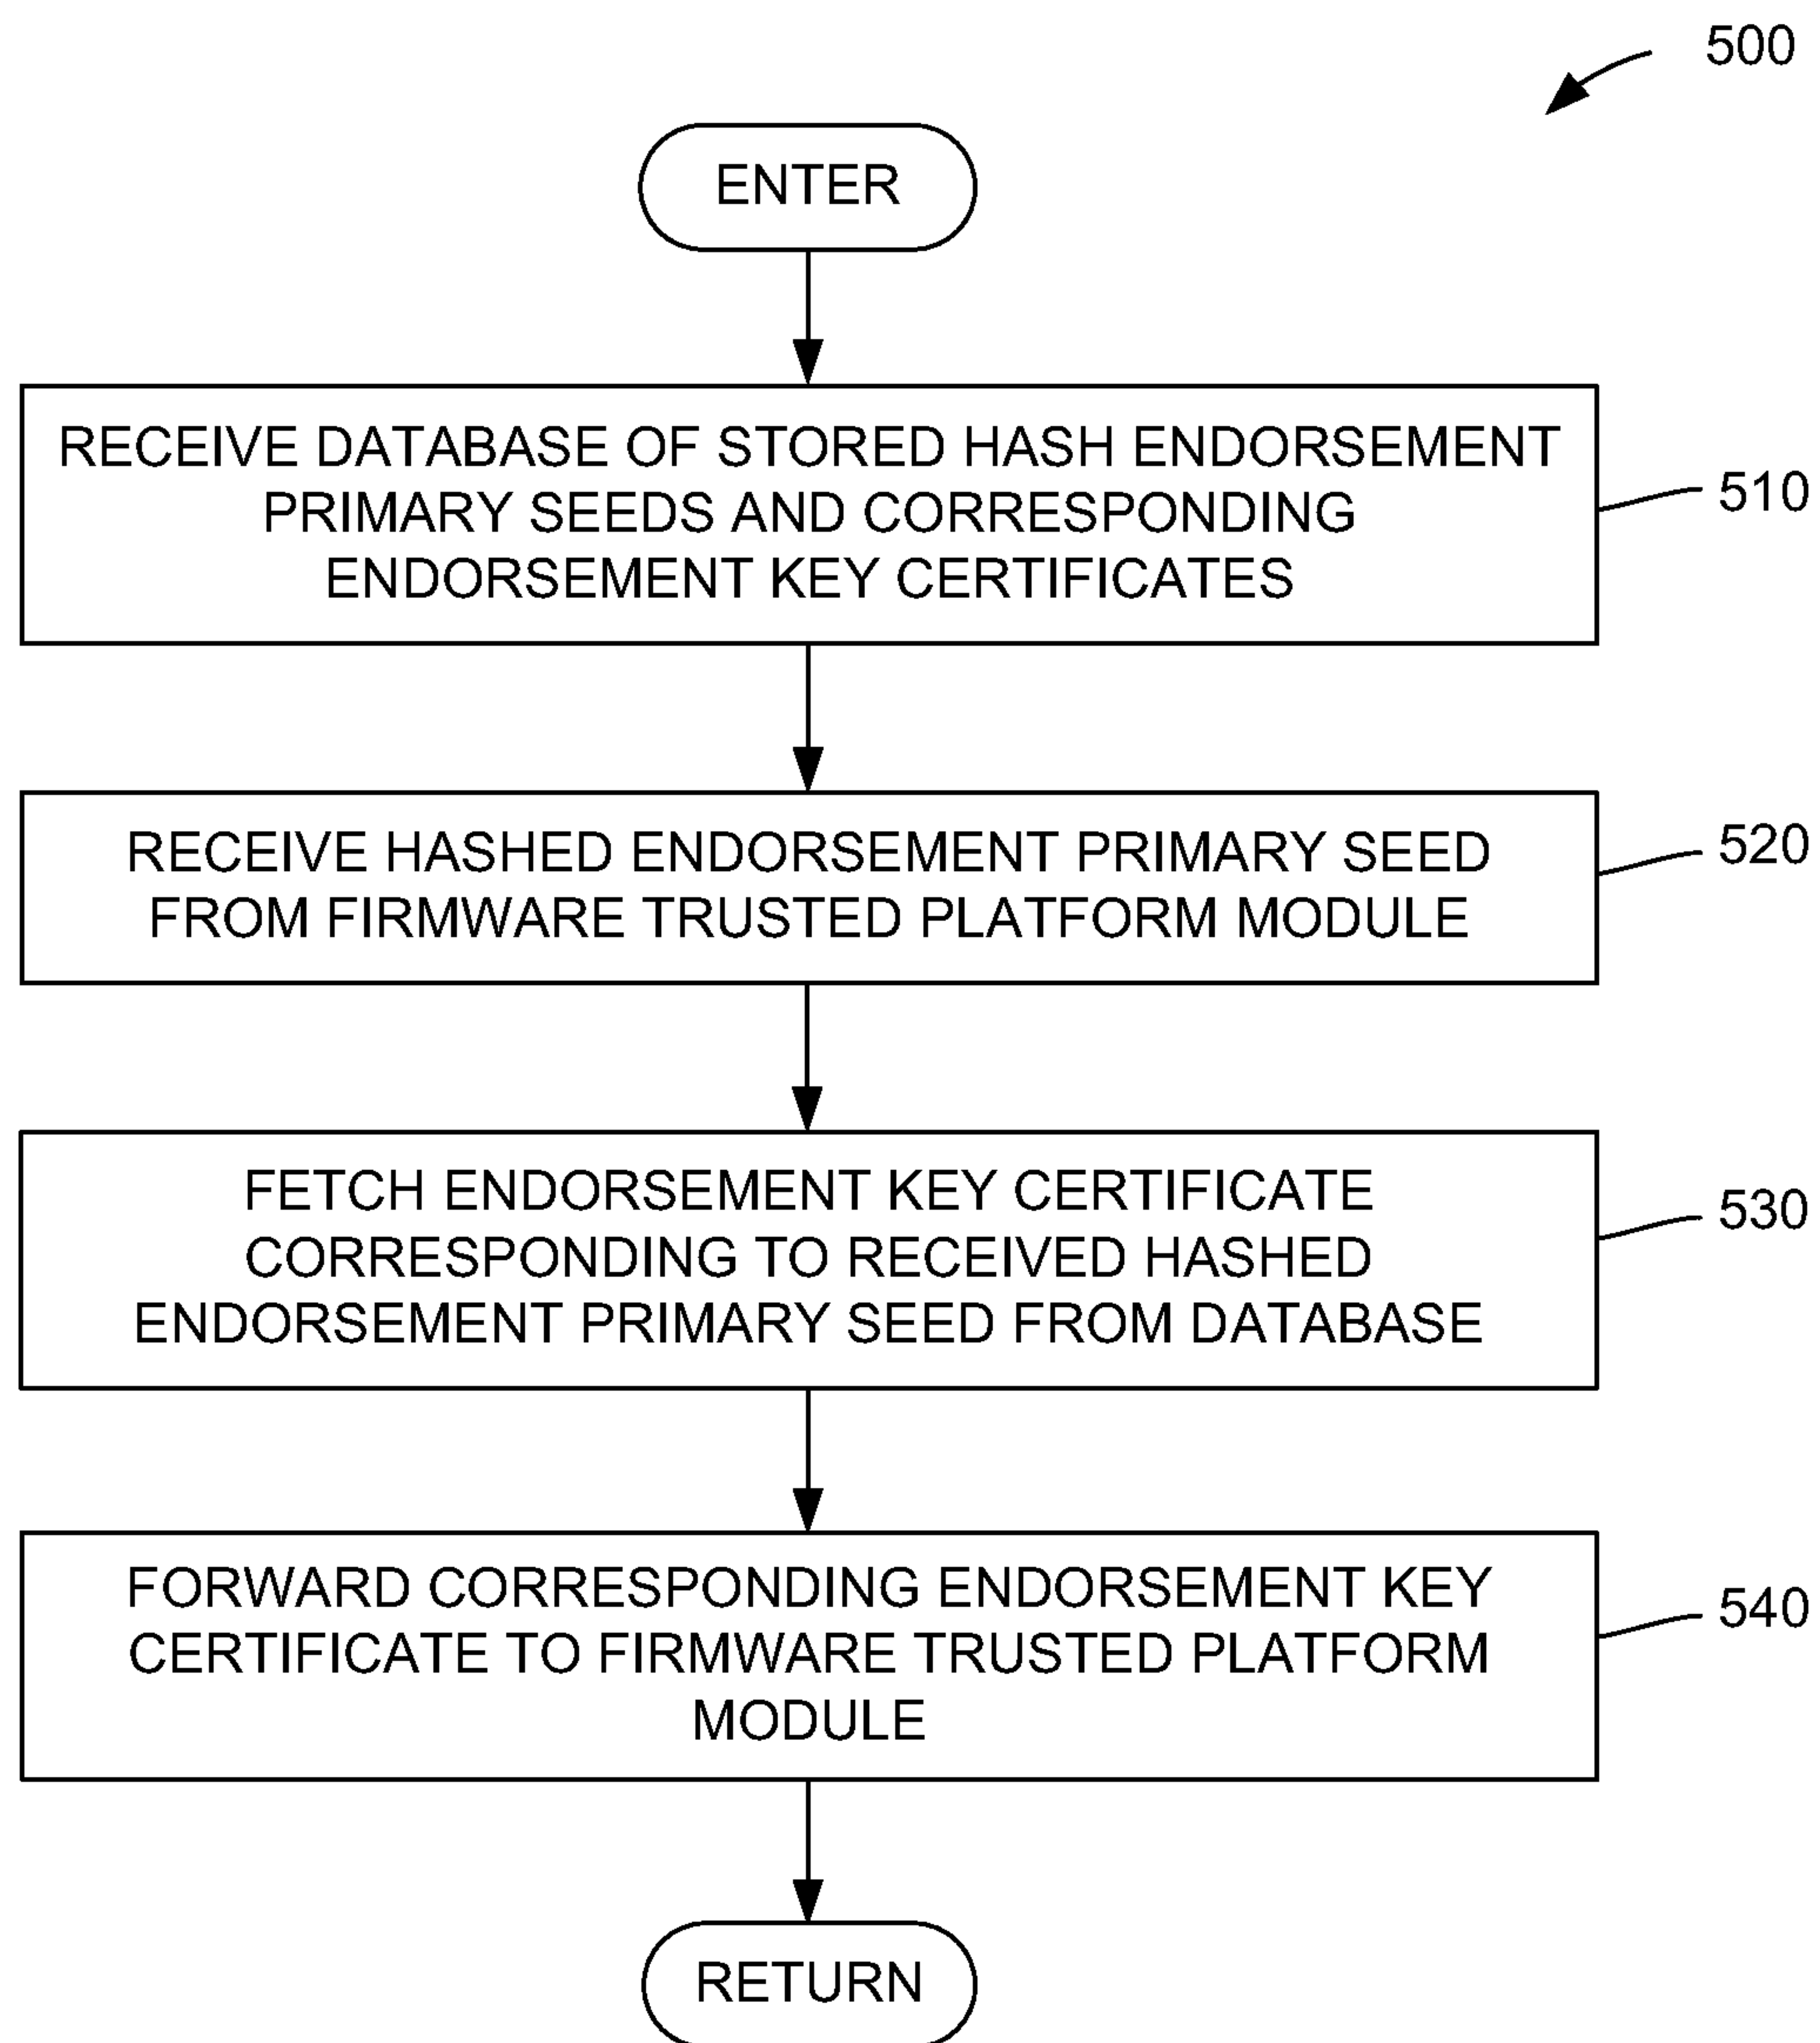 500
ENTER
RECEIVE DATABASE OF STORED HASH ENDORSEMENT
PRIMARY SEEDS AND CORRESPONDING
ENDORSEMENT KEY CERTIFICATES
510
RECEIVE HASHED ENDORSEMENT PRIMARY SEED
FROM FIRMWARE TRUSTED PLATFORM MODULE
520
FETCH ENDORSEMENT KEY CERTIFICATE
CORRESPONDING TO RECEIVED HASHED
ENDORSEMENT PRIMARY SEED FROM DATABASE
530
FORWARD CORRESPONDING ENDORSEMENT KEY
CERTIFICATE TO FIRMWARE TRUSTED PLATFORM
MODULE
540
RETURN